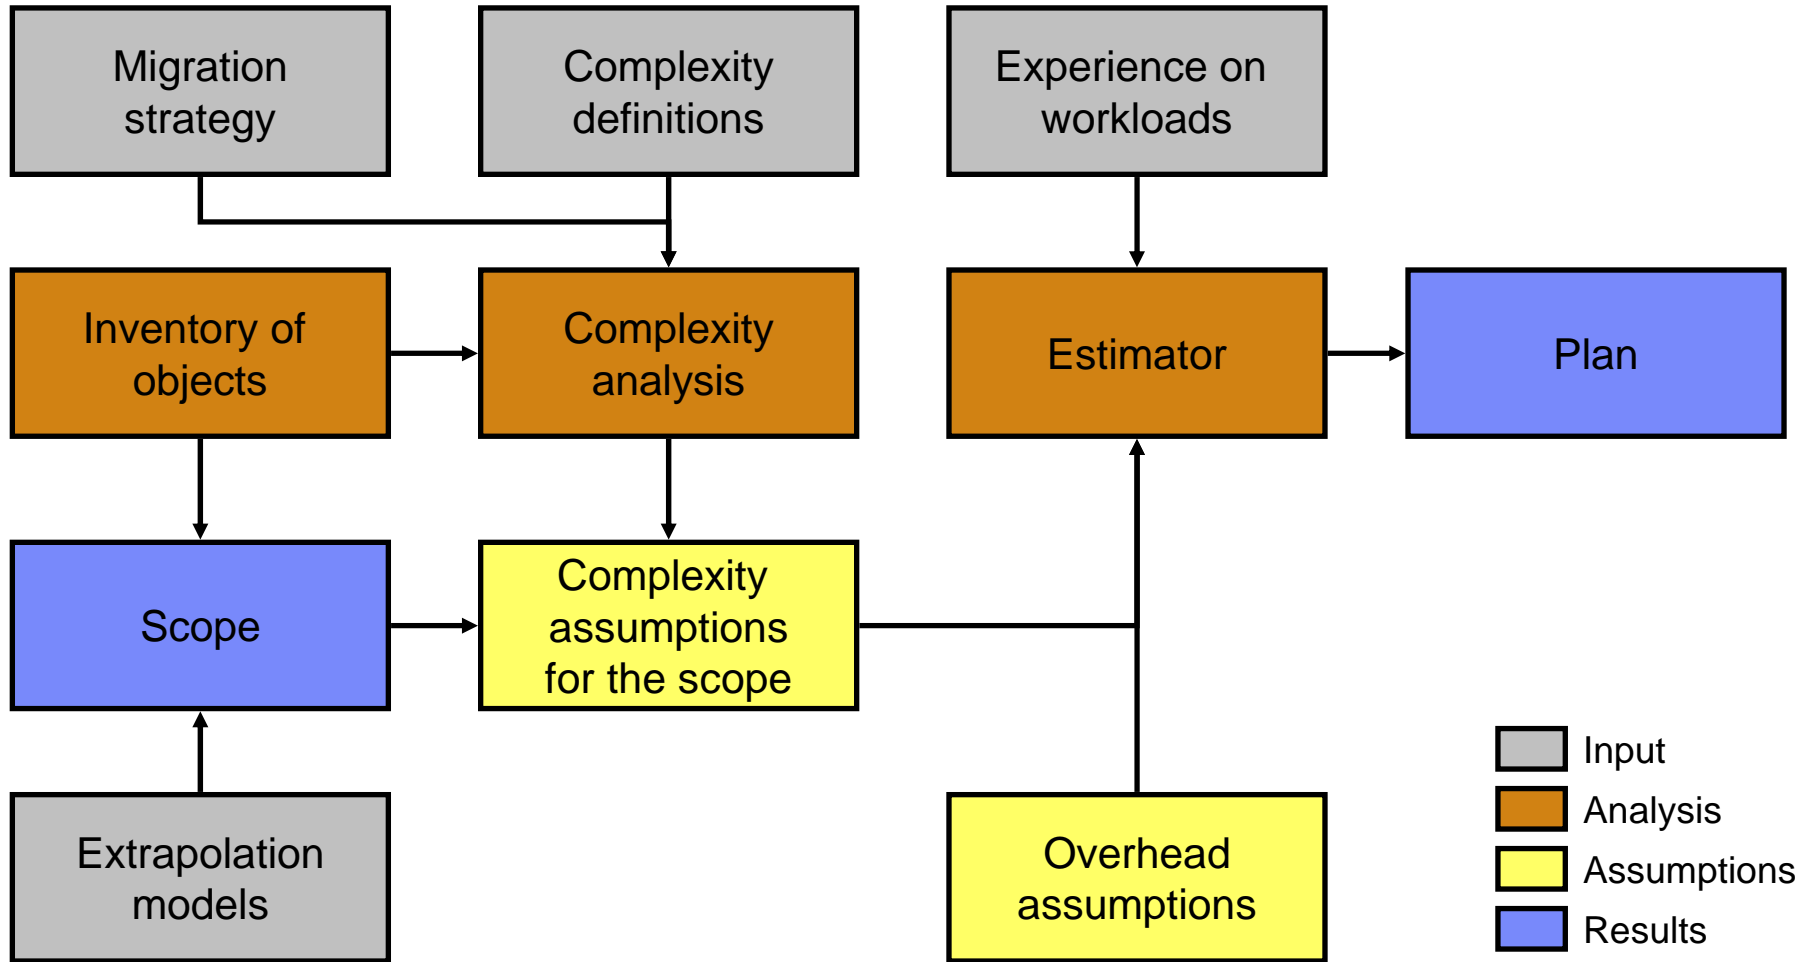 Migration
strategy
Complexity
definitions
Experience on
workloads
Inventory of
objects
Complexity
analysis
Estimator
Plan
Scope
Complexity
assumptions
for the scope
Extrapolation
models
Overhead
assumptions
Input
Analysis
Assumptions
Results